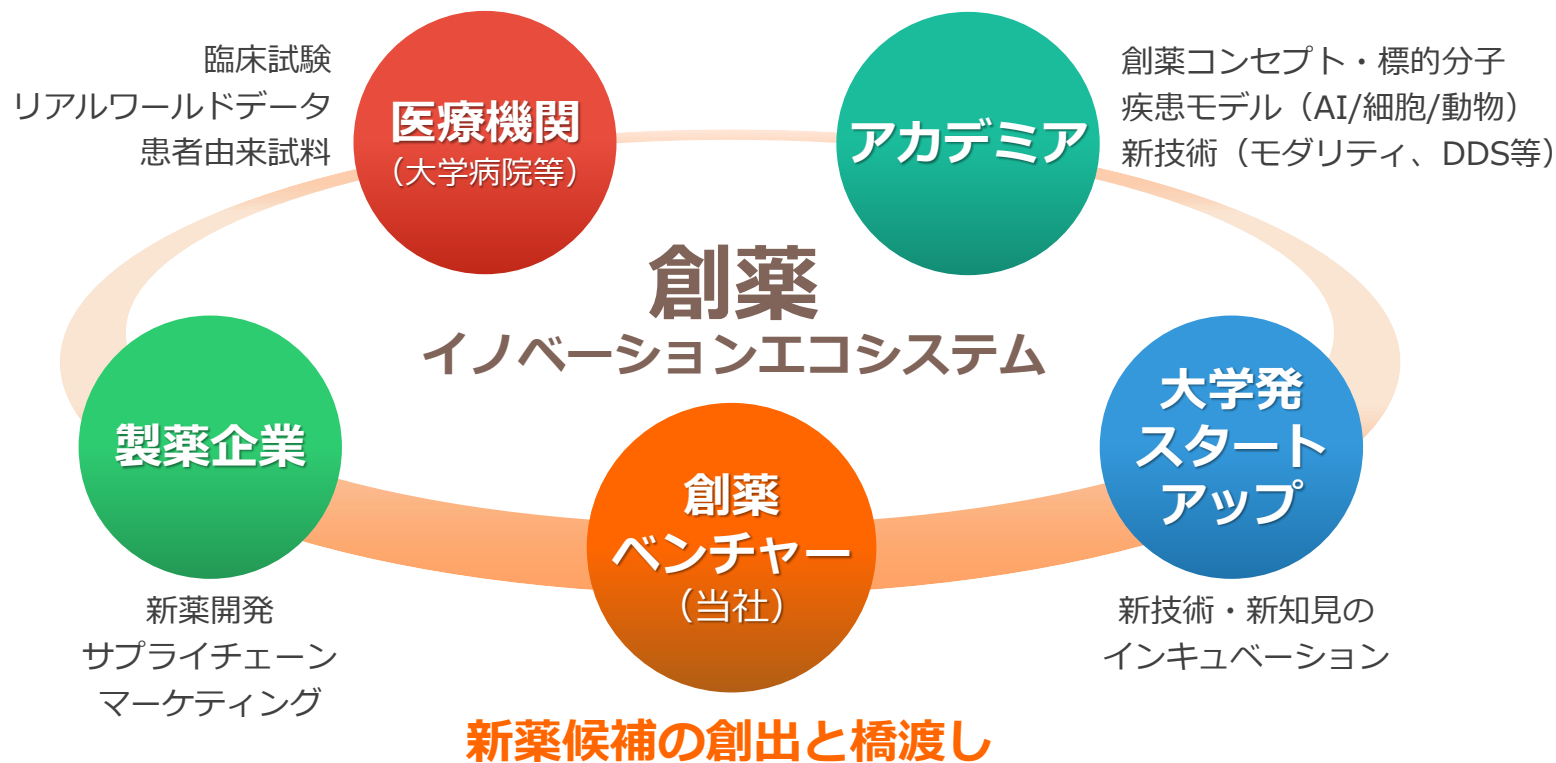 臨床試験
リアルワールドデータ
患者由来試料
医療機関
（大学病院等）
アカデミア
創薬コンセプト・標的分子
疾患モデル（AI/細胞/動物）
新技術（モダリティ、DDS等）
創薬
イノベーションエコシステム
製薬企業
新薬開発
サプライチェーン
マーケティング
創薬
ベンチャー
（当社）
新薬候補の創出と橋渡し
大学発
スタート
アップ
新技術・新知見の
インキュベーション